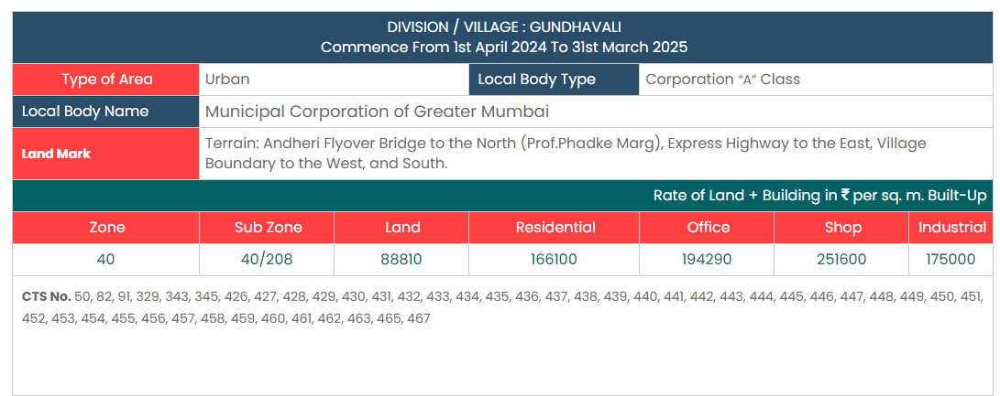 DIVISION / VILLAGE : GUNDHAVALI
Commence From 1st April 2024 To 31st March 2025
Type of Area Urban Local Body Type Corporation “A” Class
Local Body Name Municipal Corporation of Greater Mumbai
Land Mark Terrain: Andheri Flyover Bridge to the North (Prof.Phadke Marg), Express Highway to the East, Village
Boundary to the West, and South.
Rate of Land + Building in ₹ per sq. m. Built-Up
Zone Sub Zone Land Residential Office Shop Industrial
40 40/208 88810 166100 194290 251600 175000
CTS No. 50, 82, 91, 329, 343, 345, 426, 427, 428, 429, 430, 431, 432, 433, 434, 435, 436, 437, 438, 439, 440, 441, 442, 443, 444, 445, 446, 447, 448, 449, 450, 451,
452, 453, 454, 455, 456, 457, 458, 459, 460, 461, 462, 463, 465, 467